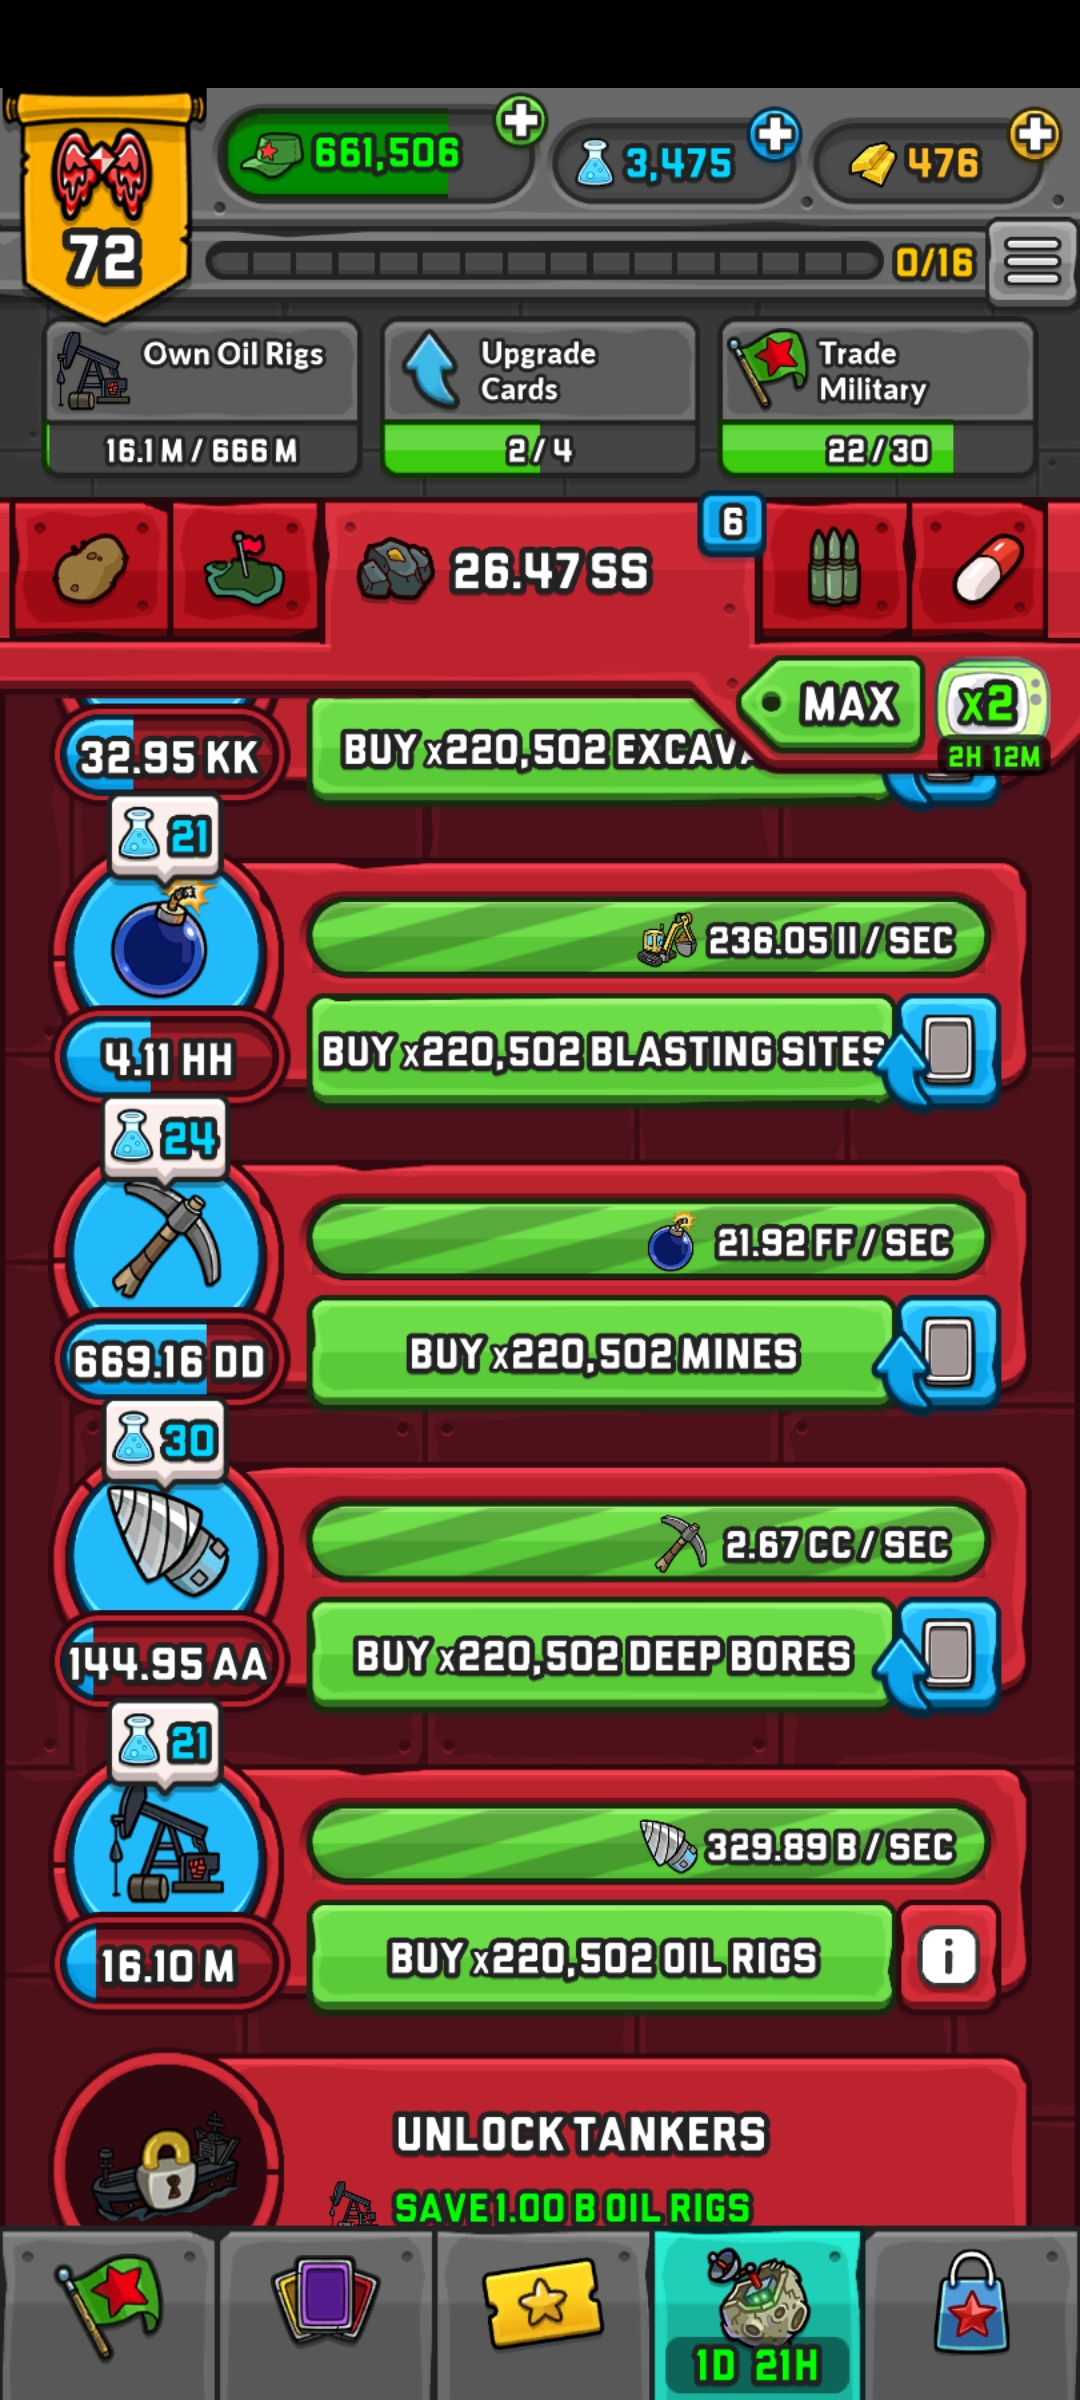 661,506
3,475
476
72
0/16
Own Oil Rigs
16.1 M / 666 M
Upgrade
Cards
2 / 4
Trade
Military
22 / 30
26.47 SS
6
MAX
x2
2H 12M
32.95 KK
BUY x220,502 EXCAVA
21
236.05 II / SEC
4.11 HH
BUY x220,502 BLASTING SITES
24
21.92 FF / SEC
669.16 DD
BUY x220,502 MINES
30
2.67 CC / SEC
144.95 AA
BUY x220,502 DEEP BORES
21
329.89 B / SEC
16.10 M
BUY x220,502 OIL RIGS
i
UNLOCK TANKERS
SAVE 1.00 B OIL RIGS
1D 21H